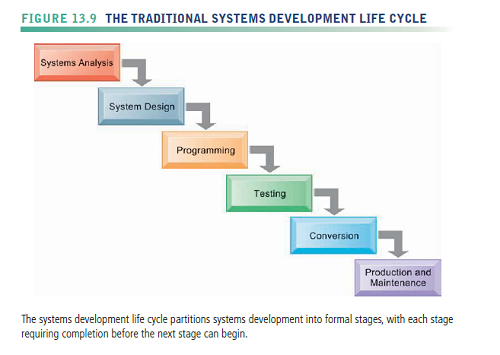 FIGURE 13.9 THE TRADITIONAL SYSTEMS DEVELOPMENT LIFE CYCLE
Systems Analysis
System Design
Programming
Testing
Conversion
Production and
Maintenance
The systems development life cycle partitions systems development into formal stages, with each stage
requiring completion before the next stage can begin.